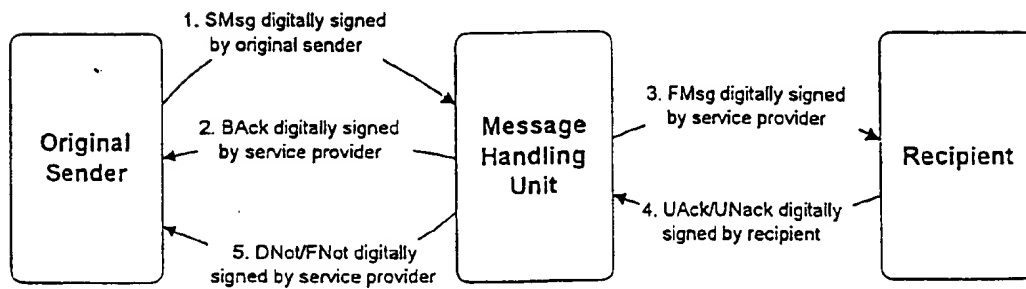 1. SMsg digitally signed
by original sender
2. BAck digitally signed
by service provider
Original
Sender
5. DNot/FNot digitally
signed by service provider
Message
Handling
Unit
3. FMsg digitally signed
by service provider
4. UAck/UNack digitally
signed by recipient
Recipient